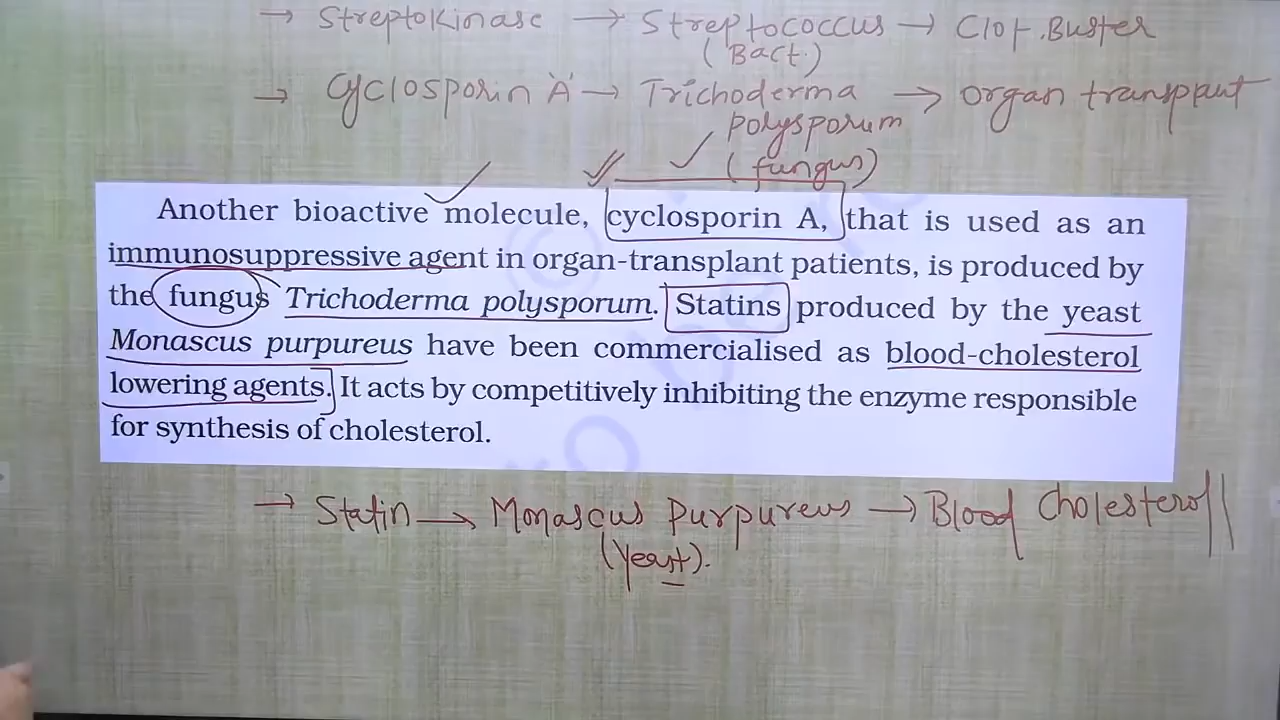 → Streptokinase → Streptococcus → Clot.Buster
(Bact.)
→ Cyclosporin 'A' → Trichoderma → organ transplant
polysporum
(fungus)
Another bioactive molecule, cyclosporin A, that is used as an
immunosuppressive agent in organ-transplant patients, is produced by
the fungus Trichoderma polysporum. Statins produced by the yeast
Monascus purpureus have been commercialised as blood-cholesterol
lowering agents. It acts by competitively inhibiting the enzyme responsible
for synthesis of cholesterol.
→ Statin → Monascus Purpureus → Blood Cholesterol
(Yeast).